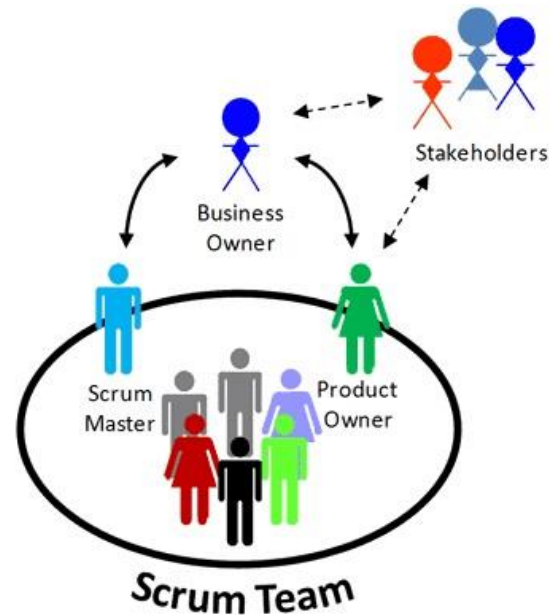 Stakeholders
Business
Owner
Scrum
Master
Product
Owner
Scrum Team